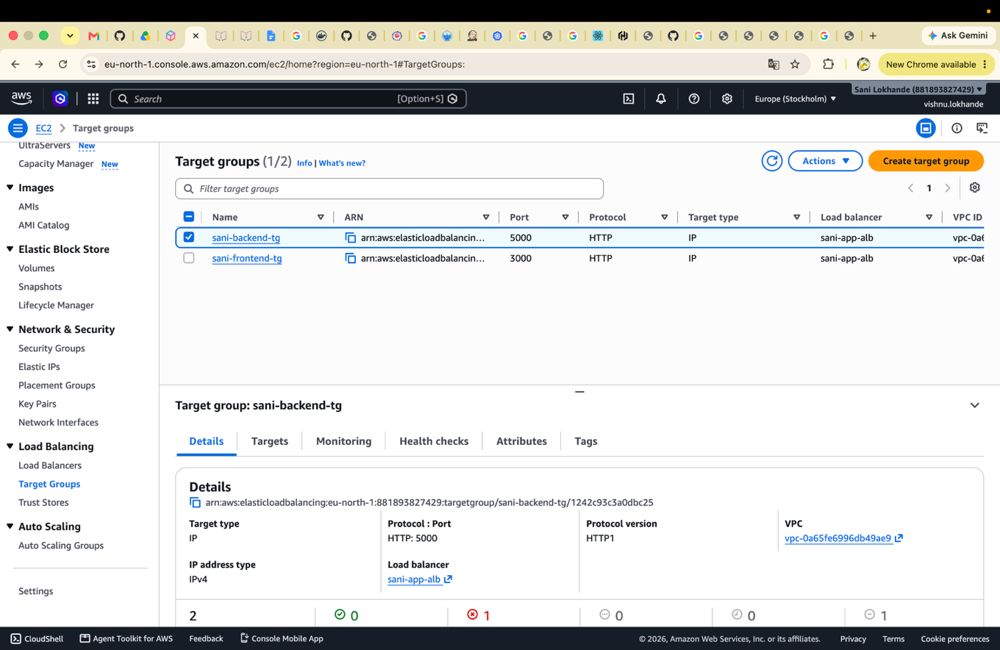 Ask Gemini
eu-north-1.console.aws.amazon.com/ec2/home?region=eu-north-1#TargetGroups:
New Chrome available
aws
Search
[Option+S]
Europe (Stockholm)
Sani Lokhande (881893827429)
vishnu.lokhande
EC2
Target groups
UltraServers New
Capacity Manager New
Images
AMIs
AMI Catalog
Elastic Block Store
Volumes
Snapshots
Lifecycle Manager
Network & Security
Security Groups
Elastic IPs
Placement Groups
Key Pairs
Network Interfaces
Load Balancing
Load Balancers
Target Groups
Trust Stores
Auto Scaling
Auto Scaling Groups
Settings
Target groups (1/2) Info | What's new?
Actions
Create target group
Filter target groups
1
Name ARN Port Protocol Target type Load balancer VPC ID
sani-backend-tg arn:aws:elasticloadbalancin... 5000 HTTP IP sani-app-alb vpc-0a6
sani-frontend-tg arn:aws:elasticloadbalancin... 3000 HTTP IP sani-app-alb vpc-0a6
Target group: sani-backend-tg
Details Targets Monitoring Health checks Attributes Tags
Details
arn:aws:elasticloadbalancing:eu-north-1:881893827429:targetgroup/sani-backend-tg/1242c93c3a0dbc25
Target type Protocol : Port Protocol version VPC
IP HTTP: 5000 HTTP1 vpc-0a65fe6996db49ae9
IP address type Load balancer
IPv4 sani-app-alb
2 0 1 0 0 1
CloudShell Agent Toolkit for AWS Feedback Console Mobile App © 2026, Amazon Web Services, Inc. or its affiliates. Privacy Terms Cookie preferences